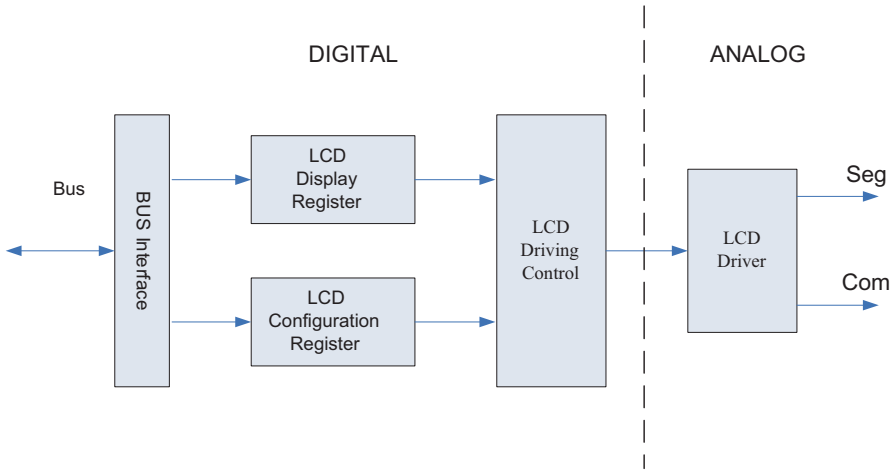 DIGITAL
ANALOG
Bus
BUS Interface
LCD
Display
Register
LCD
Configuration
Register
LCD
Driving
Control
LCD
Driver
Seg
Com